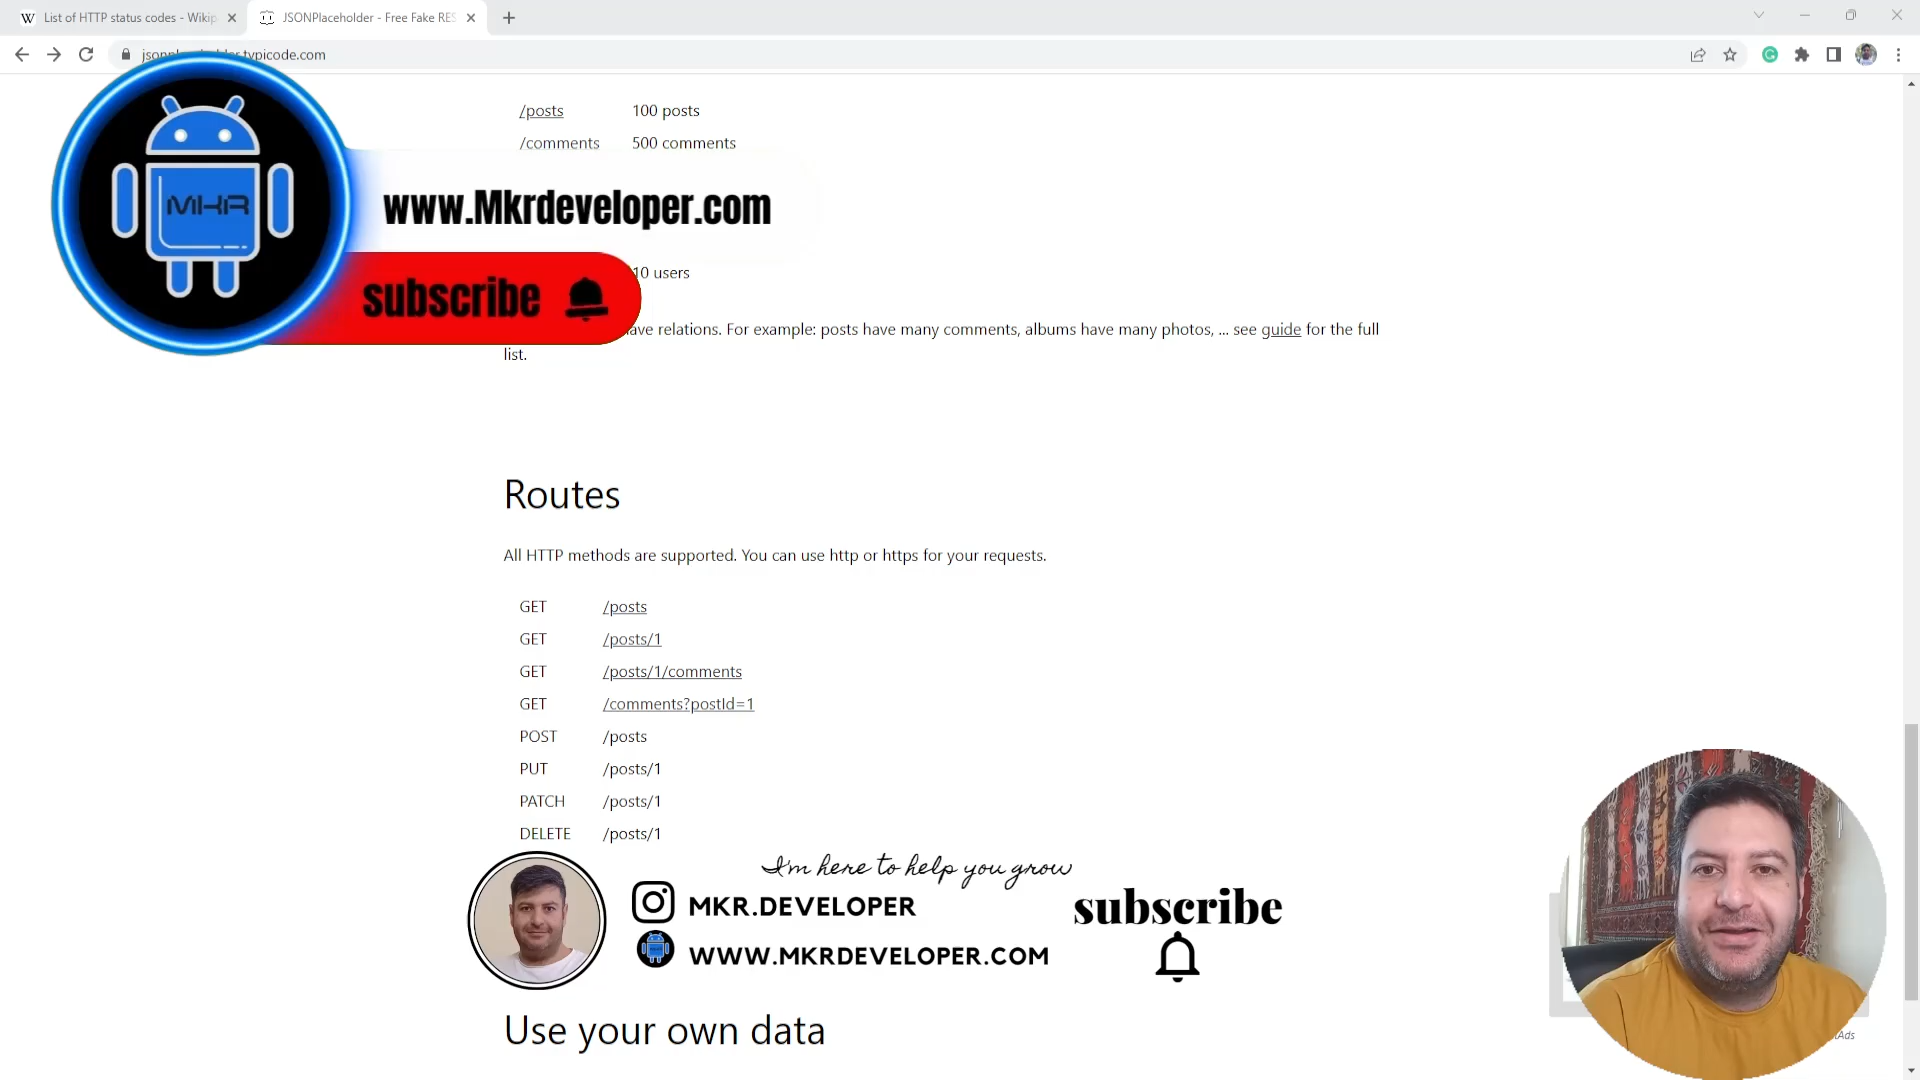 List of HTTP status codes - Wikip
JSONPlaceholder - Free Fake RES
typicode.com
/posts 100 posts
/comments 500 comments
MKR
www.Mkrdeveloper.com
10 users
subscribe
have relations. For example: posts have many comments, albums have many photos, ... see guide for the full
list.
Routes
All HTTP methods are supported. You can use http or https for your requests.
GET /posts
GET /posts/1
GET /posts/1/comments
GET /comments?postId=1
POST /posts
PUT /posts/1
PATCH /posts/1
DELETE /posts/1
I'm here to help you grow
MKR.DEVELOPER
subscribe
WWW.MKRDEVELOPER.COM
Use your own data